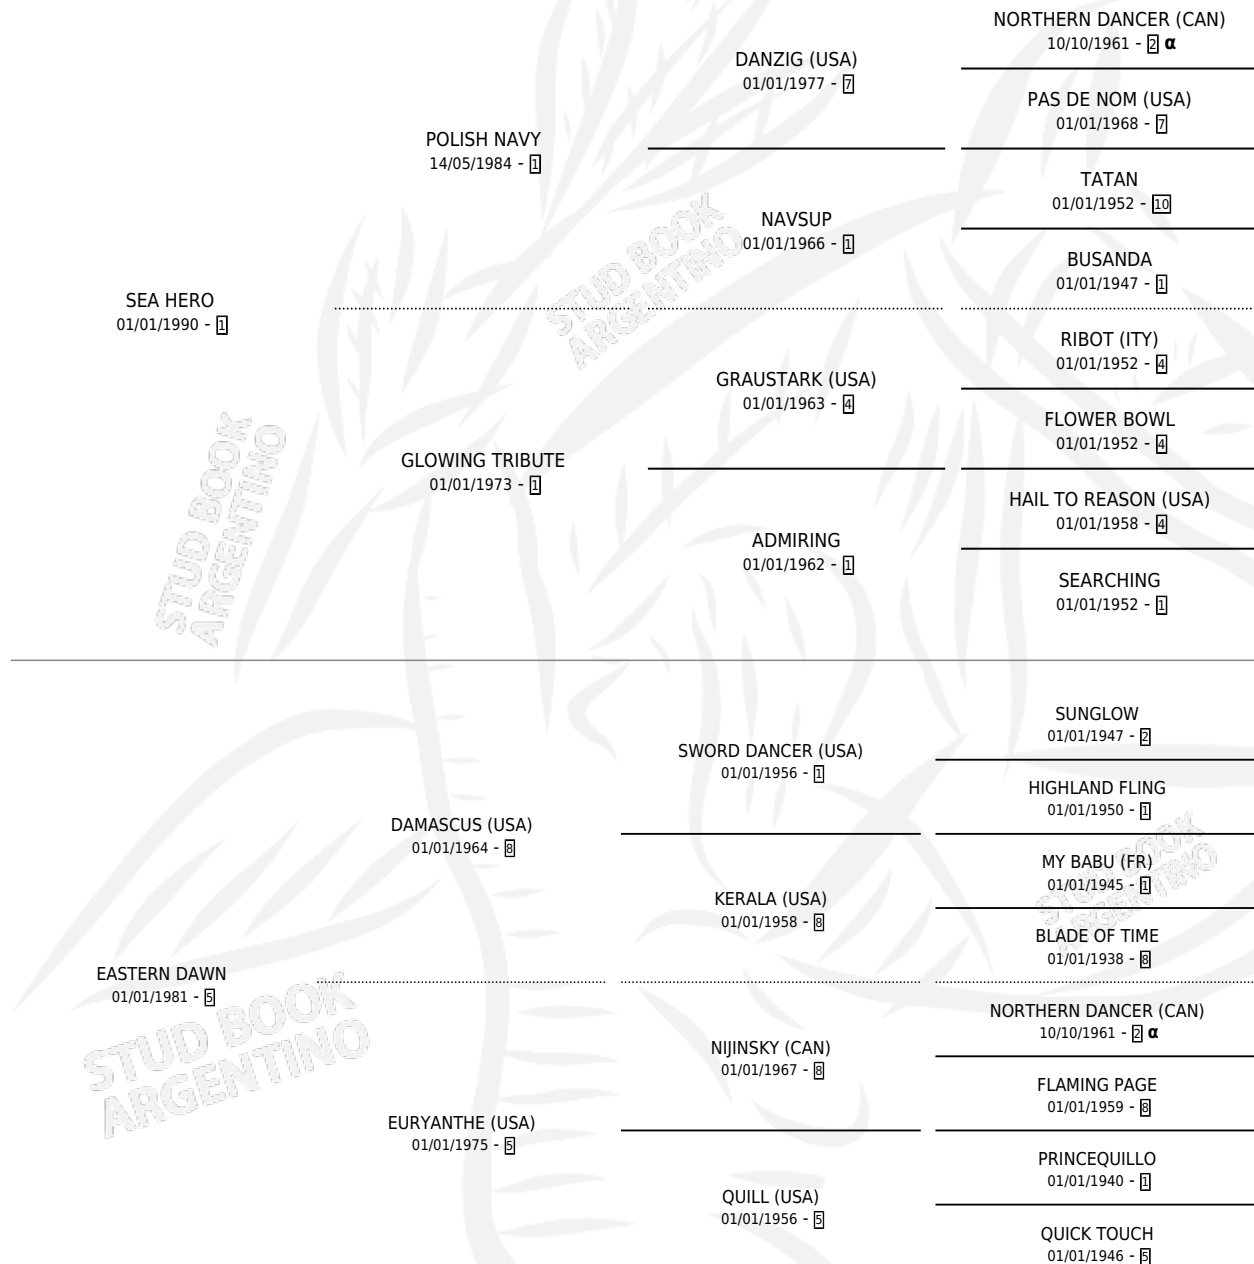 NORTHERN DANCER (CAN)
10/10/1961 - 2 α
DANZIG (USA)
01/01/1977 - 7
PAS DE NOM (USA)
01/01/1968 - 7
POLISH NAVY
14/05/1984 - 1
TATAN
01/01/1952 - 10
NAVSUP
01/01/1966 - 1
BUSANDA
01/01/1947 - 1
SEA HERO
01/01/1990 - 1
RIBOT (ITY)
01/01/1952 - 4
GRAUSTARK (USA)
01/01/1963 - 4
FLOWER BOWL
01/01/1952 - 4
GLOWING TRIBUTE
01/01/1973 - 1
HAIL TO REASON (USA)
01/01/1958 - 4
ADMIRING
01/01/1962 - 1
SEARCHING
01/01/1952 - 1
SUNGLOW
01/01/1947 - 2
SWORD DANCER (USA)
01/01/1956 - 1
HIGHLAND FLING
01/01/1950 - 1
DAMASCUS (USA)
01/01/1964 - 8
MY BABU (FR)
01/01/1945 - 1
KERALA (USA)
01/01/1958 - 8
BLADE OF TIME
01/01/1938 - 8
EASTERN DAWN
01/01/1981 - 5
NORTHERN DANCER (CAN)
10/10/1961 - 2 α
NIJINSKY (CAN)
01/01/1967 - 8
FLAMING PAGE
01/01/1959 - 8
EURYANTHE (USA)
01/01/1975 - 5
PRINCEQUILLO
01/01/1940 - 1
QUILL (USA)
01/01/1956 - 5
QUICK TOUCH
01/01/1946 - 5
STUD BOOK
ARGENTINO
STUD BOOK
ARGENTINO
STUD BOOK
ARGENTINO
STUD BOOK
ARGENTINO